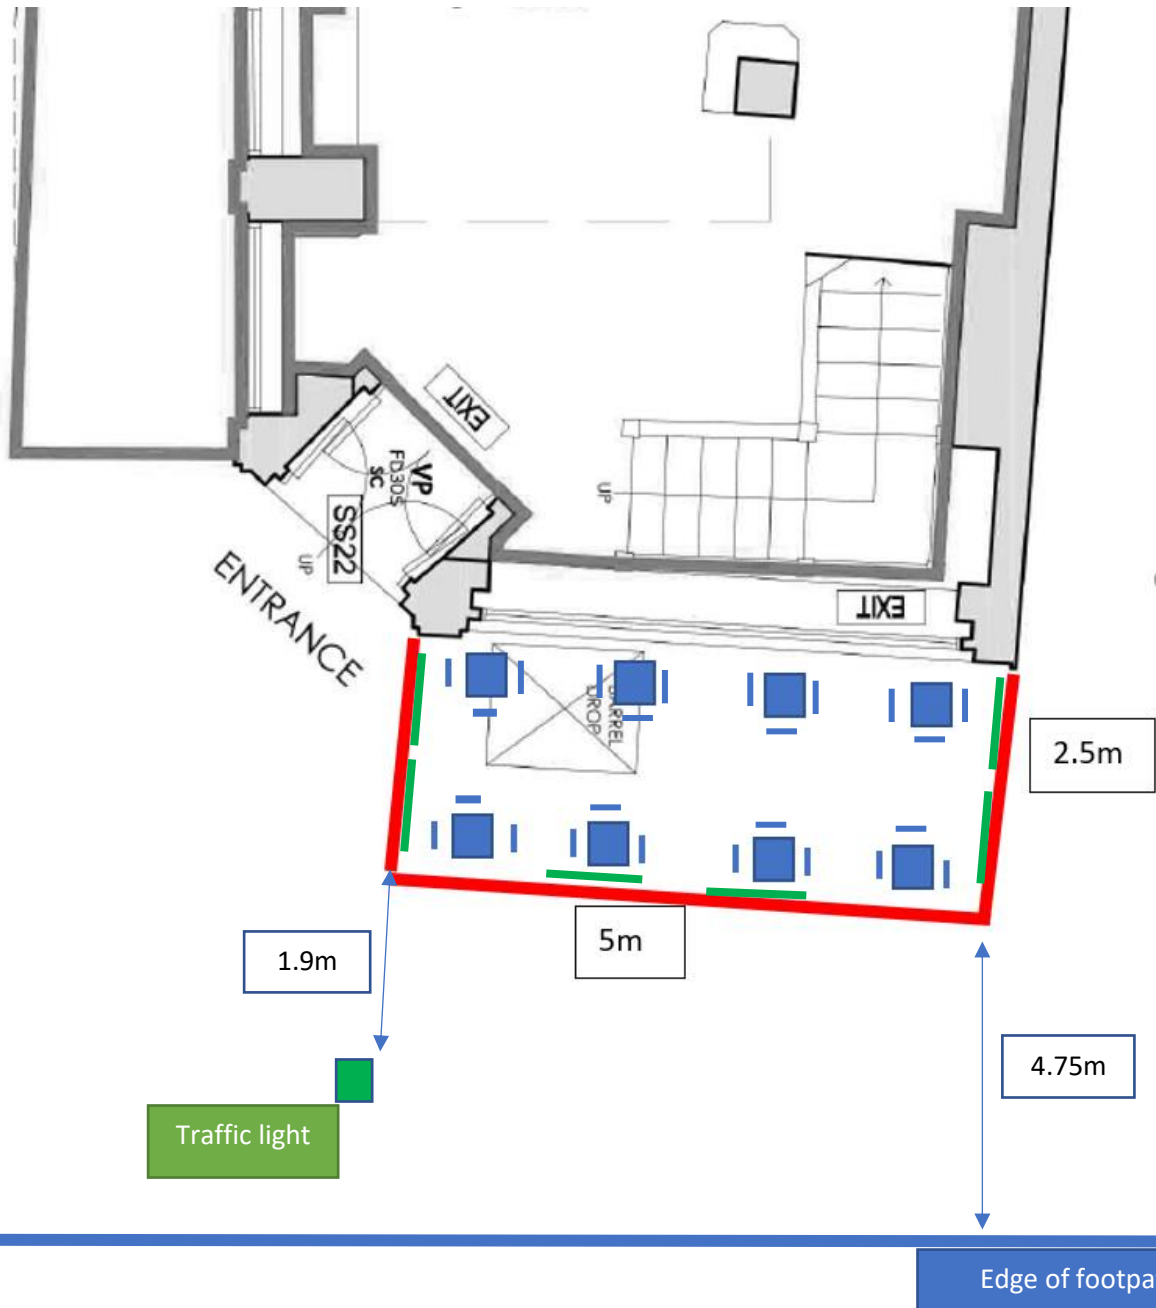 EXIT
VP
FD30S
SC
SS22
UP
UP
ENTRANCE
EXIT
BARREL
DROP
2.5m
5m
1.9m
4.75m
Traffic light
Edge of footpa